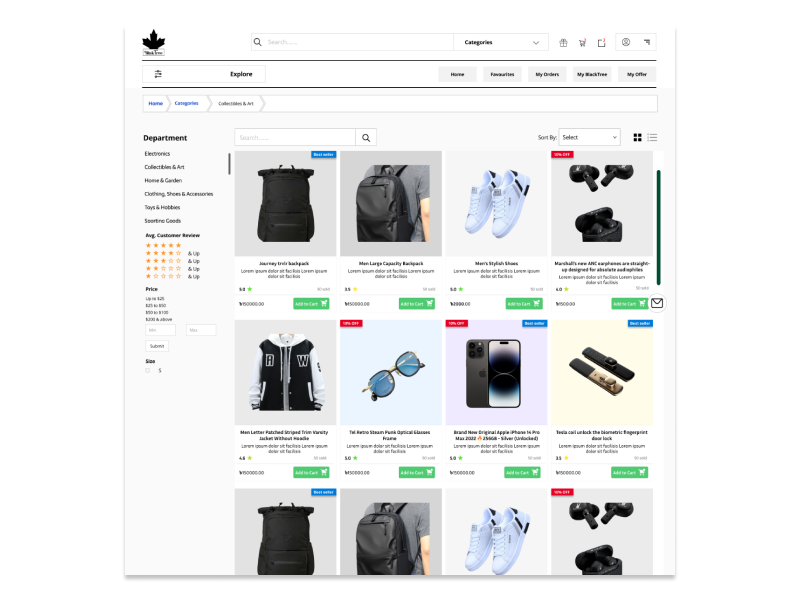 BlackTree
Search......
Categories
Explore
Home
Favourites
My Orders
My BlackTree
My Offer
Home
Categories
Collectibles & Art
Department
Search......
Sort By:
Select
Electronics
Collectibles & Art
Home & Garden
Clothing, Shoes & Accessories
Toys & Hobbies
Sporting Goods
Avg, Customer Review
& Up
& Up
& Up
& Up
Price
Up to $25
$25 to $50
$50 to $100
$200 & above
Min
Max
Submit
Size
S
Best seller
Journey trvlr backpack
Lorem ipsum dolor sit facilisis Lorem ipsum
dolor sit facilisis
5.0
50 sold
₦150000.00
Add to Cart
Men Large Capacity Backpack
Lorem ipsum dolor sit facilisis Lorem ipsum
dolor sit facilisis
3.5
50 sold
₦150000.00
Add to Cart
Men's Stylish Shoes
Lorem ipsum dolor sit facilisis Lorem ipsum
dolor sit facilisis
5.0
50 sold
₦2000.00
Add to Cart
10% OFF
Marshall's new ANC earphones are straight-
up designed for absolute audiophiles
Lorem ipsum dolor sit facilisis Lorem ipsum
dolor sit facilisis
4.0
50 sold
₦1500.00
Add to Cart
A W
Men Letter Patched Striped Trim Varsity
Jacket Without Hoodie
Lorem ipsum dolor sit facilisis Lorem ipsum
dolor sit facilisis
4.6
50 sold
₦150000.00
Add to Cart
10% OFF
Tel Retro Steam Punk Optical Glasses
Frame
Lorem ipsum dolor sit facilisis Lorem ipsum
dolor sit facilisis
5.0
50 sold
₦150000.00
Add to Cart
10% OFF
Best seller
Brand New Original Apple iPhone 14 Pro
Max 2022 🔥256GB - Silver (Unlocked)
Lorem ipsum dolor sit facilisis Lorem ipsum
dolor sit facilisis
5.0
50 sold
₦150000.00
Add to Cart
Best seller
Tesla coil unlock the biometric fingerprint
door lock
Lorem ipsum dolor sit facilisis Lorem ipsum
dolor sit facilisis
3.5
50 sold
₦150000.00
Add to Cart
Best seller
10% OFF